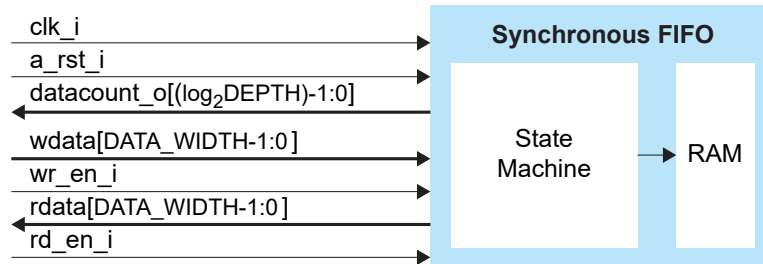 clk_i
a_rst_i
datacount_o[(log₂DEPTH)-1:0]
wdata[DATA_WIDTH-1:0]
wr_en_i
rdata[DATA_WIDTH-1:0]
rd_en_i
Synchronous FIFO
State
Machine
RAM